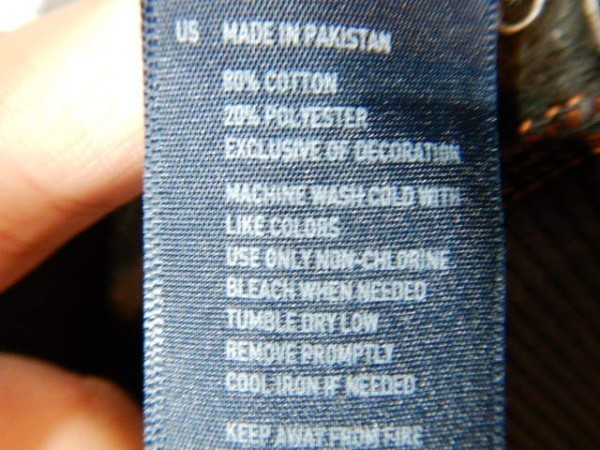 US MADE IN PAKISTAN
80% COTTON
20% POLYESTER
EXCLUSIVE OF DECORATION
MACHINE WASH COLD WITH
LIKE COLORS
USE ONLY NON-CHLORINE
BLEACH WHEN NEEDED
TUMBLE DRY LOW
REMOVE PROMPTLY
COOL IRON IF NEEDED
KEEP AWAY FROM FIRE